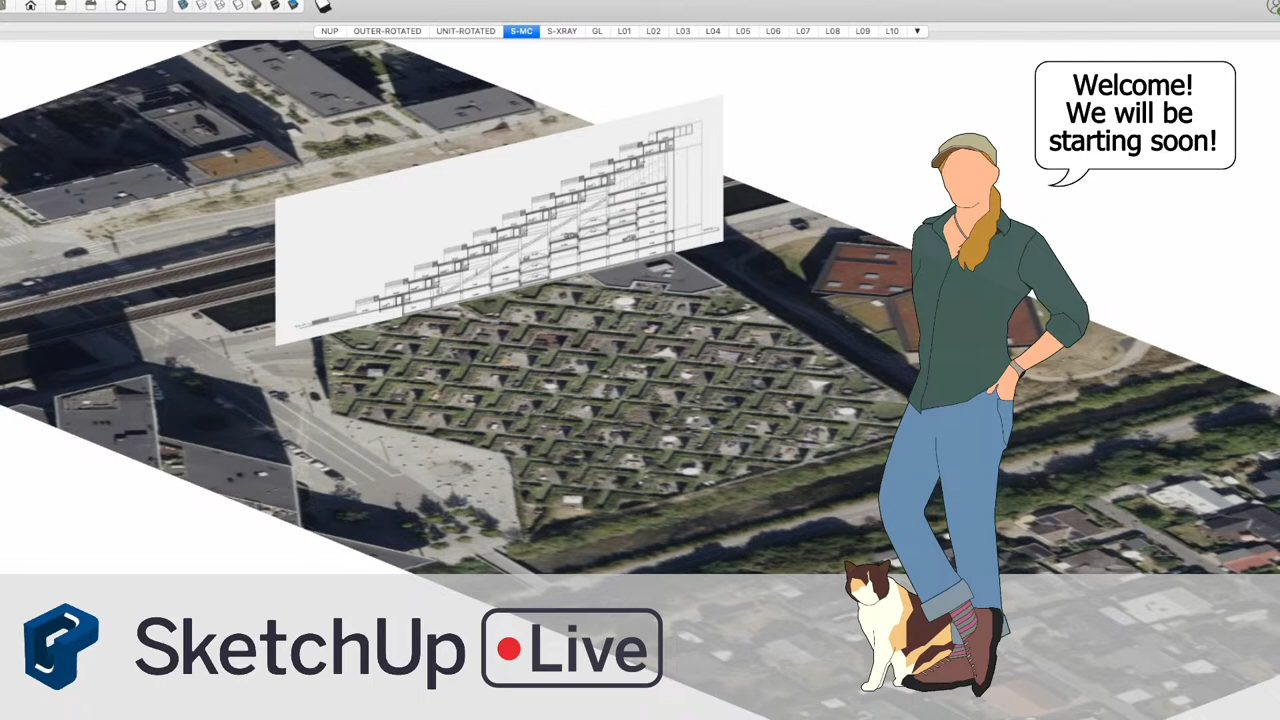 NUP OUTER-ROTATED UNIT-ROTATED S-MC S-XRAY GL L01 L02 L03 L04 L05 L06 L07 L08 L09 L10
Welcome!
We will be
starting soon!
SketchUp Live